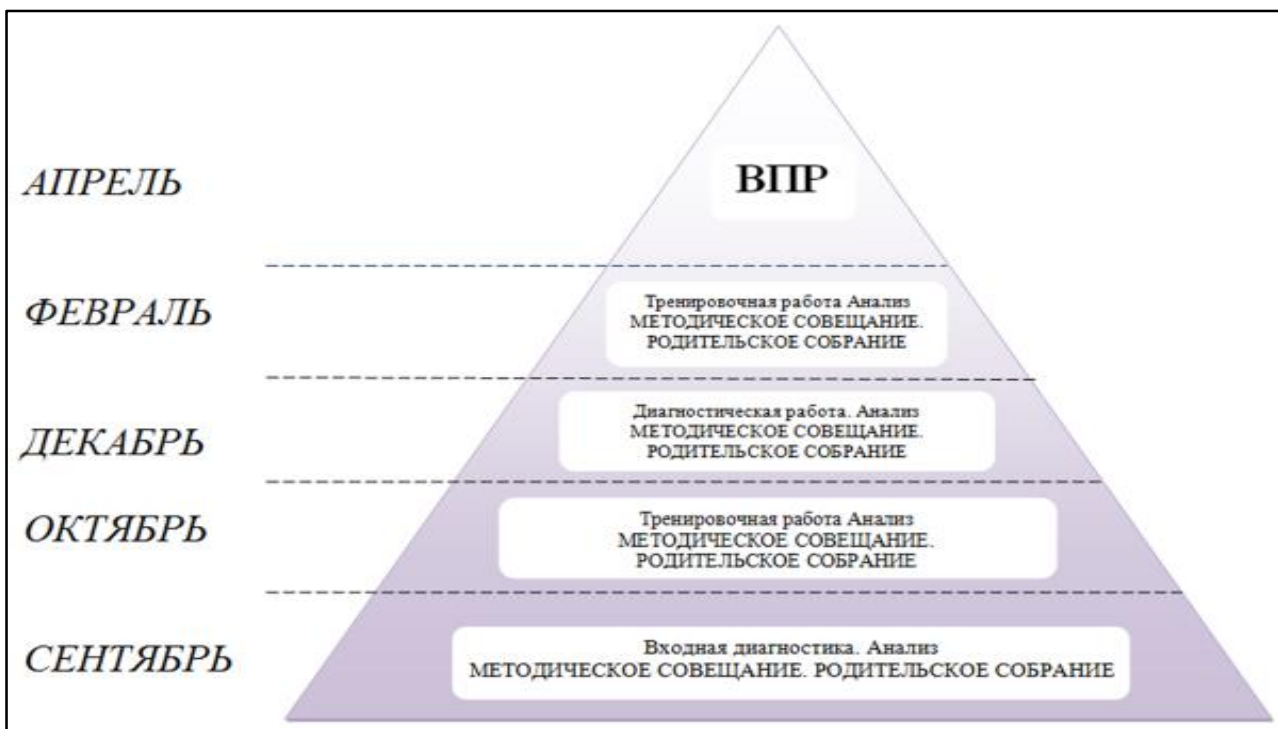 АПРЕЛЬ
ВПР
ФЕВРАЛЬ
Тренировочная работа Анализ
МЕТОДИЧЕСКОЕ СОВЕЩАНИЕ.
РОДИТЕЛЬСКОЕ СОБРАНИЕ
ДЕКАБРЬ
Диагностическая работа. Анализ
МЕТОДИЧЕСКОЕ СОВЕЩАНИЕ.
РОДИТЕЛЬСКОЕ СОБРАНИЕ
ОКТЯБРЬ
Тренировочная работа Анализ
МЕТОДИЧЕСКОЕ СОВЕЩАНИЕ.
РОДИТЕЛЬСКОЕ СОБРАНИЕ
СЕНТЯБРЬ
Входная диагностика. Анализ
МЕТОДИЧЕСКОЕ СОВЕЩАНИЕ. РОДИТЕЛЬСКОЕ СОБРАНИЕ